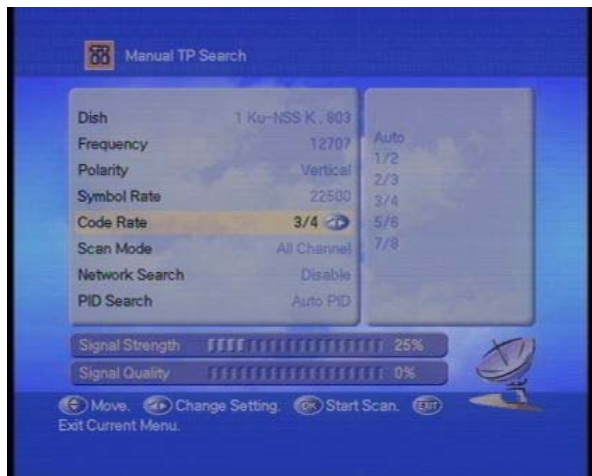 Manual TP Search
Dish 1 Ku-NSS K , 803
Frequency 12707
Polarity Vertical
Symbol Rate 22500
Code Rate 3/4
Scan Mode All Channel
Network Search Disable
PID Search Auto PID
Auto
1/2
2/3
3/4
5/6
7/8
Signal Strength 25%
Signal Quality 0%
Move. Change Setting. OK Start Scan. EXIT
Exit Current Menu.